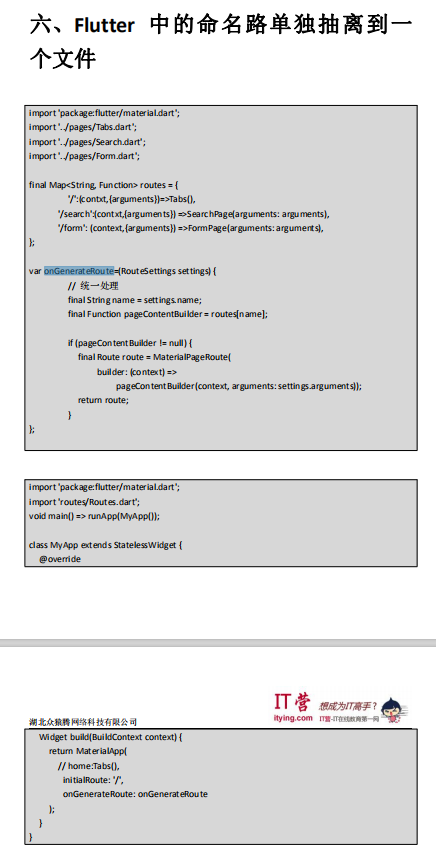 六、Flutter 中的命名路单独抽离到一
个文件
import 'package:flutter/material.dart';
import '../pages/Tabs.dart';
import '../pages/Search.dart';
import '../pages/Form.dart';
final Map<String, Function> routes = {
'/':(contxt,{arguments})=>Tabs(),
'/search':(contxt,{arguments}) =>SearchPage(arguments: arguments),
'/form': (context,{arguments}) =>FormPage(arguments: arguments),
};
var onGenerateRoute=(RouteSettings settings) {
// 统一处理
final String name = settings.name;
final Function pageContentBuilder = routes[name];
if (pageContentBuilder != null) {
final Route route = MaterialPageRoute(
builder: (context) =>
pageContentBuilder(context, arguments: settings.arguments));
return route;
}
};
import 'package:flutter/material.dart';
import 'routes/Routes.dart';
void main() => runApp(MyApp());
class MyApp extends StatelessWidget {
@override
IT营 想成为IT高手?
itying.com IT营-IT在线教育第一网
湖北众猿腾网络科技有限公司
Widget build(BuildContext context) {
return MaterialApp(
// home:Tabs(),
initialRoute: '/',
onGenerateRoute: onGenerateRoute
);
}
}